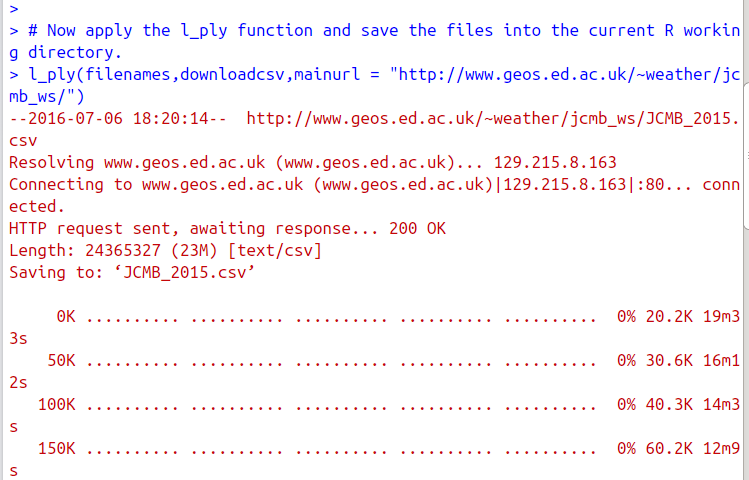 >
> # Now apply the l_ply function and save the files into the current R workin
g directory.
> l_ply(filenames,downloadcsv,mainurl = "http://www.geos.ed.ac.uk/~weather/jc
mb_ws/")
--2016-07-06 18:20:14--  http://www.geos.ed.ac.uk/~weather/jcmb_ws/JCMB_2015.
csv
Resolving www.geos.ed.ac.uk (www.geos.ed.ac.uk)... 129.215.8.163
Connecting to www.geos.ed.ac.uk (www.geos.ed.ac.uk)|129.215.8.163|:80... conn
ected.
HTTP request sent, awaiting response... 200 OK
Length: 24365327 (23M) [text/csv]
Saving to: ‘JCMB_2015.csv’
0K .......... .......... .......... .......... ..........  0% 20.2K 19m3
3s
50K .......... .......... .......... .......... ..........  0% 30.6K 16m1
2s
100K .......... .......... .......... .......... ..........  0% 40.3K 14m3
s
150K .......... .......... .......... .......... ..........  0% 60.2K 12m9
s